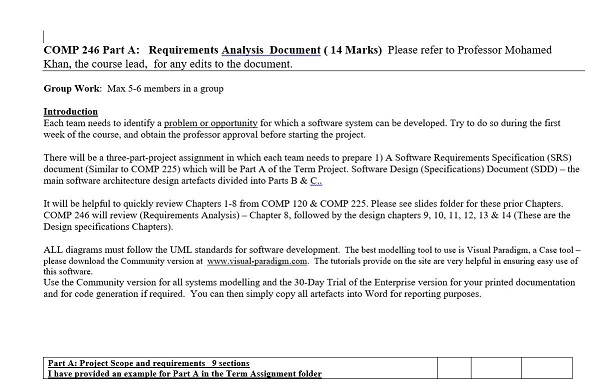 COMP 246 Part A: Requirements Analysis Document ( 14 Marks) Please refer to Professor Mohamed
Khan, the course lead, for any edits to the document.
Group Work: Max 5-6 members in a group
Introduction
Each team needs to identify a problem or opportunity for which a software system can be developed. Try to do so during the first
week of the course, and obtain the professor approval before starting the project.
There will be a three-part-project assignment in which each team needs to prepare 1) A Software Requirements Specification (SRS)
document (Similar to COMP 225) which will be Part A of the Term Project. Software Design (Specifications) Document (SDD) – the
main software architecture design artefacts divided into Parts B & C..
It will be helpful to quickly review Chapters 1-8 from COMP 120 & COMP 225. Please see slides folder for these prior Chapters.
COMP 246 will review (Requirements Analysis) – Chapter 8, followed by the design chapters 9, 10, 11, 12, 13 & 14 (These are the
Design specifications Chapters).
ALL diagrams must follow the UML standards for software development. The best modelling tool to use is Visual Paradigm, a Case tool –
please download the Community version at www.visual-paradigm.com. The tutorials provide on the site are very helpful in ensuring easy use of
this software.
Use the Community version for all systems modelling and the 30-Day Trial of the Enterprise version for your printed documentation
and for code generation if required. You can then simply copy all artefacts into Word for reporting purposes.
Part A: Project Scope and requirements 9 sections
I have provided an example for Part A in the Term Assignment folder